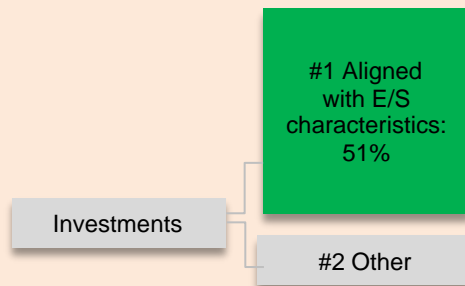 #1 Aligned
with E/S
characteristics:
51%
Investments
#2 Other